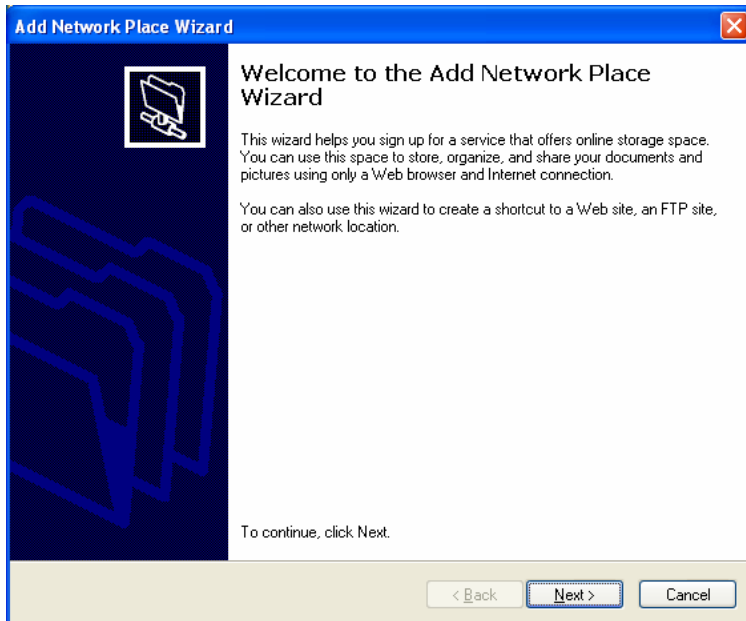 Add Network Place Wizard
Welcome to the Add Network Place
Wizard
This wizard helps you sign up for a service that offers online storage space.
You can use this space to store, organize, and share your documents and
pictures using only a Web browser and Internet connection.
You can also use this wizard to create a shortcut to a Web site, an FTP site,
or other network location.
To continue, click Next.
< Back
Next >
Cancel